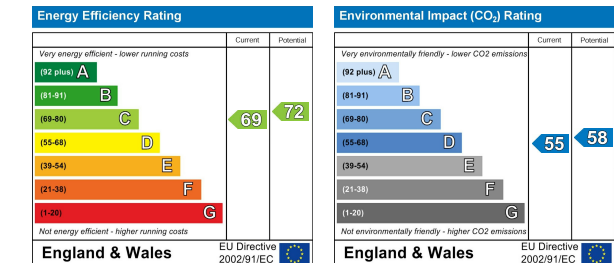 Energy Efficiency Rating
Current
Potential
Very energy efficient - lower running costs
(92 plus) A
(81-91) B
(69-80) C
(55-68) D
(39-54) E
(21-38) F
(1-20) G
69
72
Not energy efficient - higher running costs
England & Wales
EU Directive
2002/91/EC
Environmental Impact (CO2) Rating
Current
Potential
Very environmentally friendly - lower CO2 emissions
(92 plus) A
(81-91) B
(69-80) C
(55-68) D
(39-54) E
(21-38) F
(1-20) G
55
58
Not environmentally friendly - higher CO2 emissions
England & Wales
EU Directive
2002/91/EC